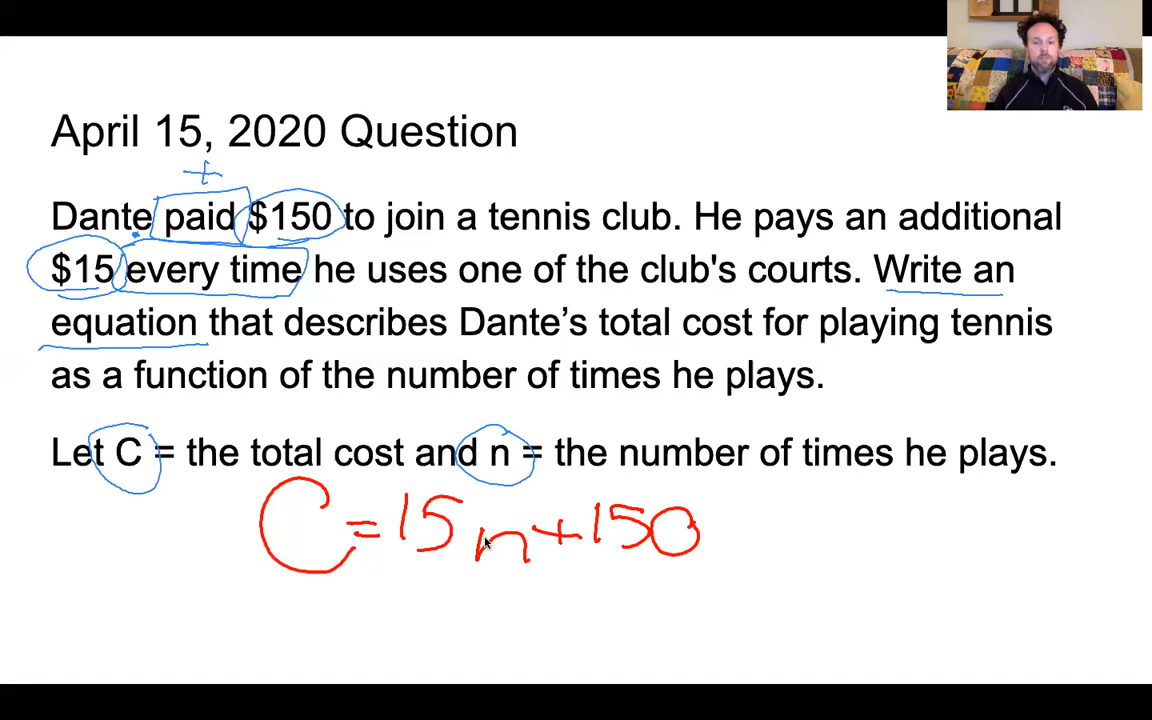 April 15, 2020 Question
+
Dante paid $150 to join a tennis club. He pays an additional
$15 every time he uses one of the club's courts. Write an
equation that describes Dante’s total cost for playing tennis
as a function of the number of times he plays.
Let C = the total cost and n = the number of times he plays.
C=15n+150